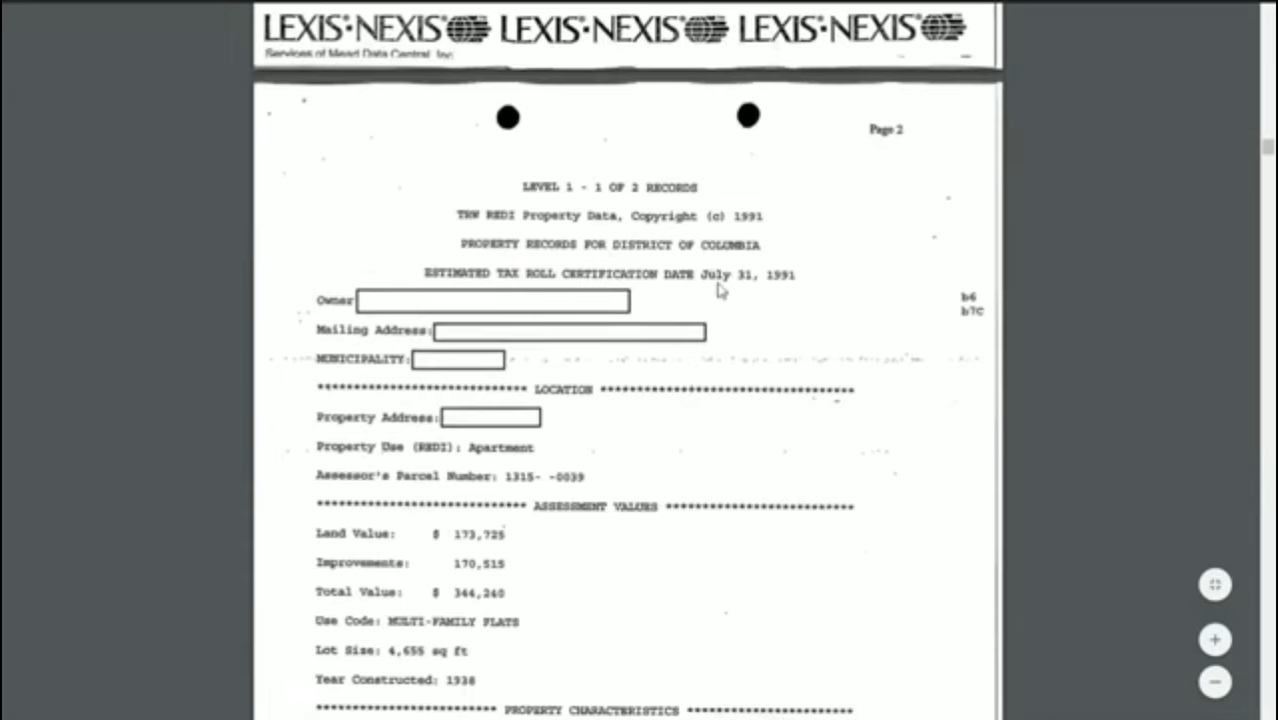 LEXIS·NEXIS LEXIS·NEXIS LEXIS·NEXIS
Services of Mead Data Central, Inc.
Page 2
LEVEL 1 - 1 OF 2 RECORDS
TRW REDI Property Data, Copyright (c) 1991
PROPERTY RECORDS FOR DISTRICT OF COLUMBIA
ESTIMATED TAX ROLL CERTIFICATION DATE July 31, 1991
Owner
b6
b7C
Mailing Address:
MUNICIPALITY:
**************************** LOCATION **********************************
Property Address:
Property Use (REDI): Apartment
Assessor's Parcel Number: 1315- -0039
**************************** ASSESSMENT VALUES **************************
Land Value: $ 173,725
Improvements: 170,515
Total Value: $ 344,240
Use Code: MULTI-FAMILY FLATS
Lot Size: 4,655 sq ft
Year Constructed: 1938
************************ PROPERTY CHARACTERISTICS ***********************